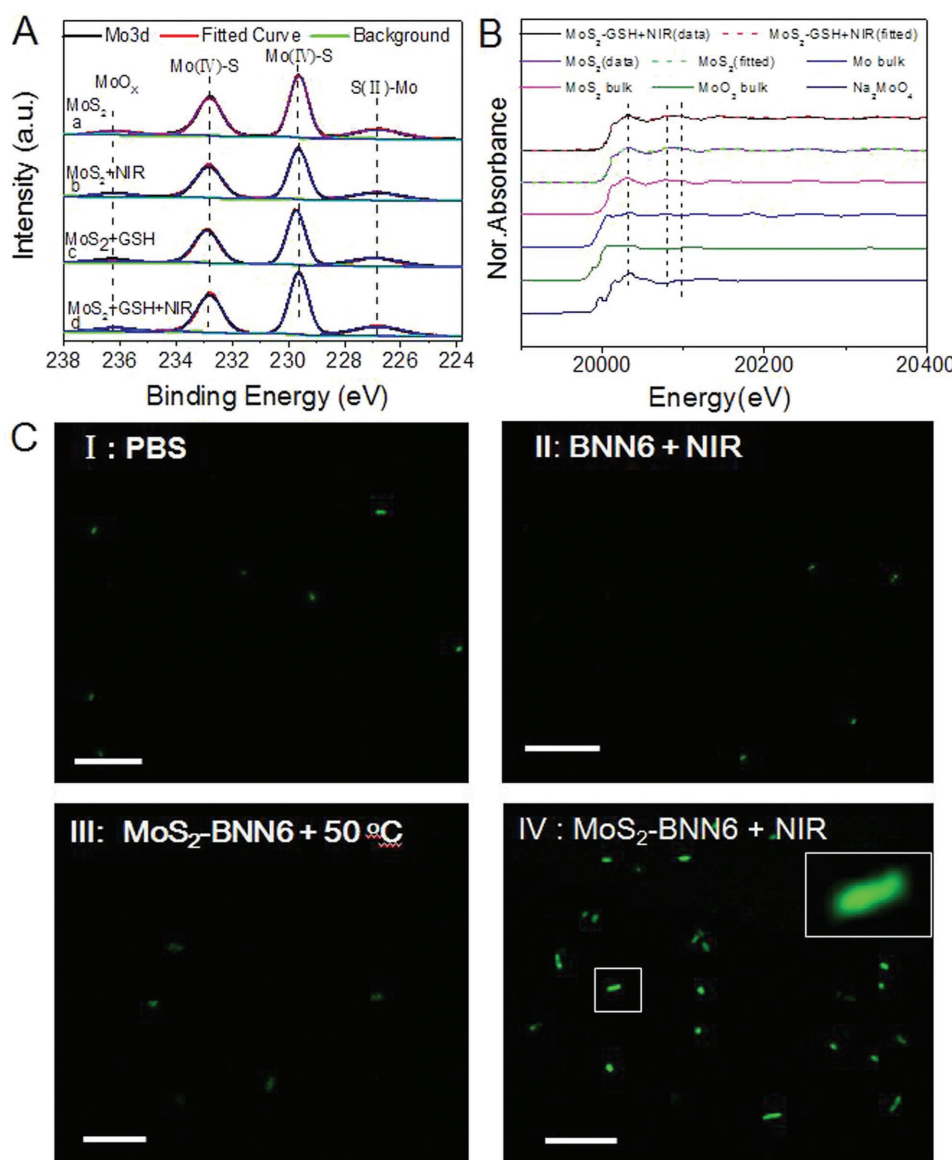 A
Mo3d Fitted Curve Background
Mo(IV)-S
Mo(IV)-S
MoOₓ
S(II)-Mo
MoS₂
a
MoS₂+NIR
b
MoS₂+GSH
c
MoS₂+GSH+NIR
d
Intensity (a.u.)
238 236 234 232 230 228 226 224
Binding Energy (eV)
B
MoS₂-GSH+NIR(data) MoS₂-GSH+NIR(fitted)
MoS₂(data) MoS₂(fitted) Mo bulk
MoS₂ bulk MoO₃ bulk Na₂MoO₄
Nor.Absorbance
20000 20200 20400
Energy(eV)
C
I : PBS
II: BNN6 + NIR
III: MoS₂-BNN6 + 50 °C
IV : MoS₂-BNN6 + NIR